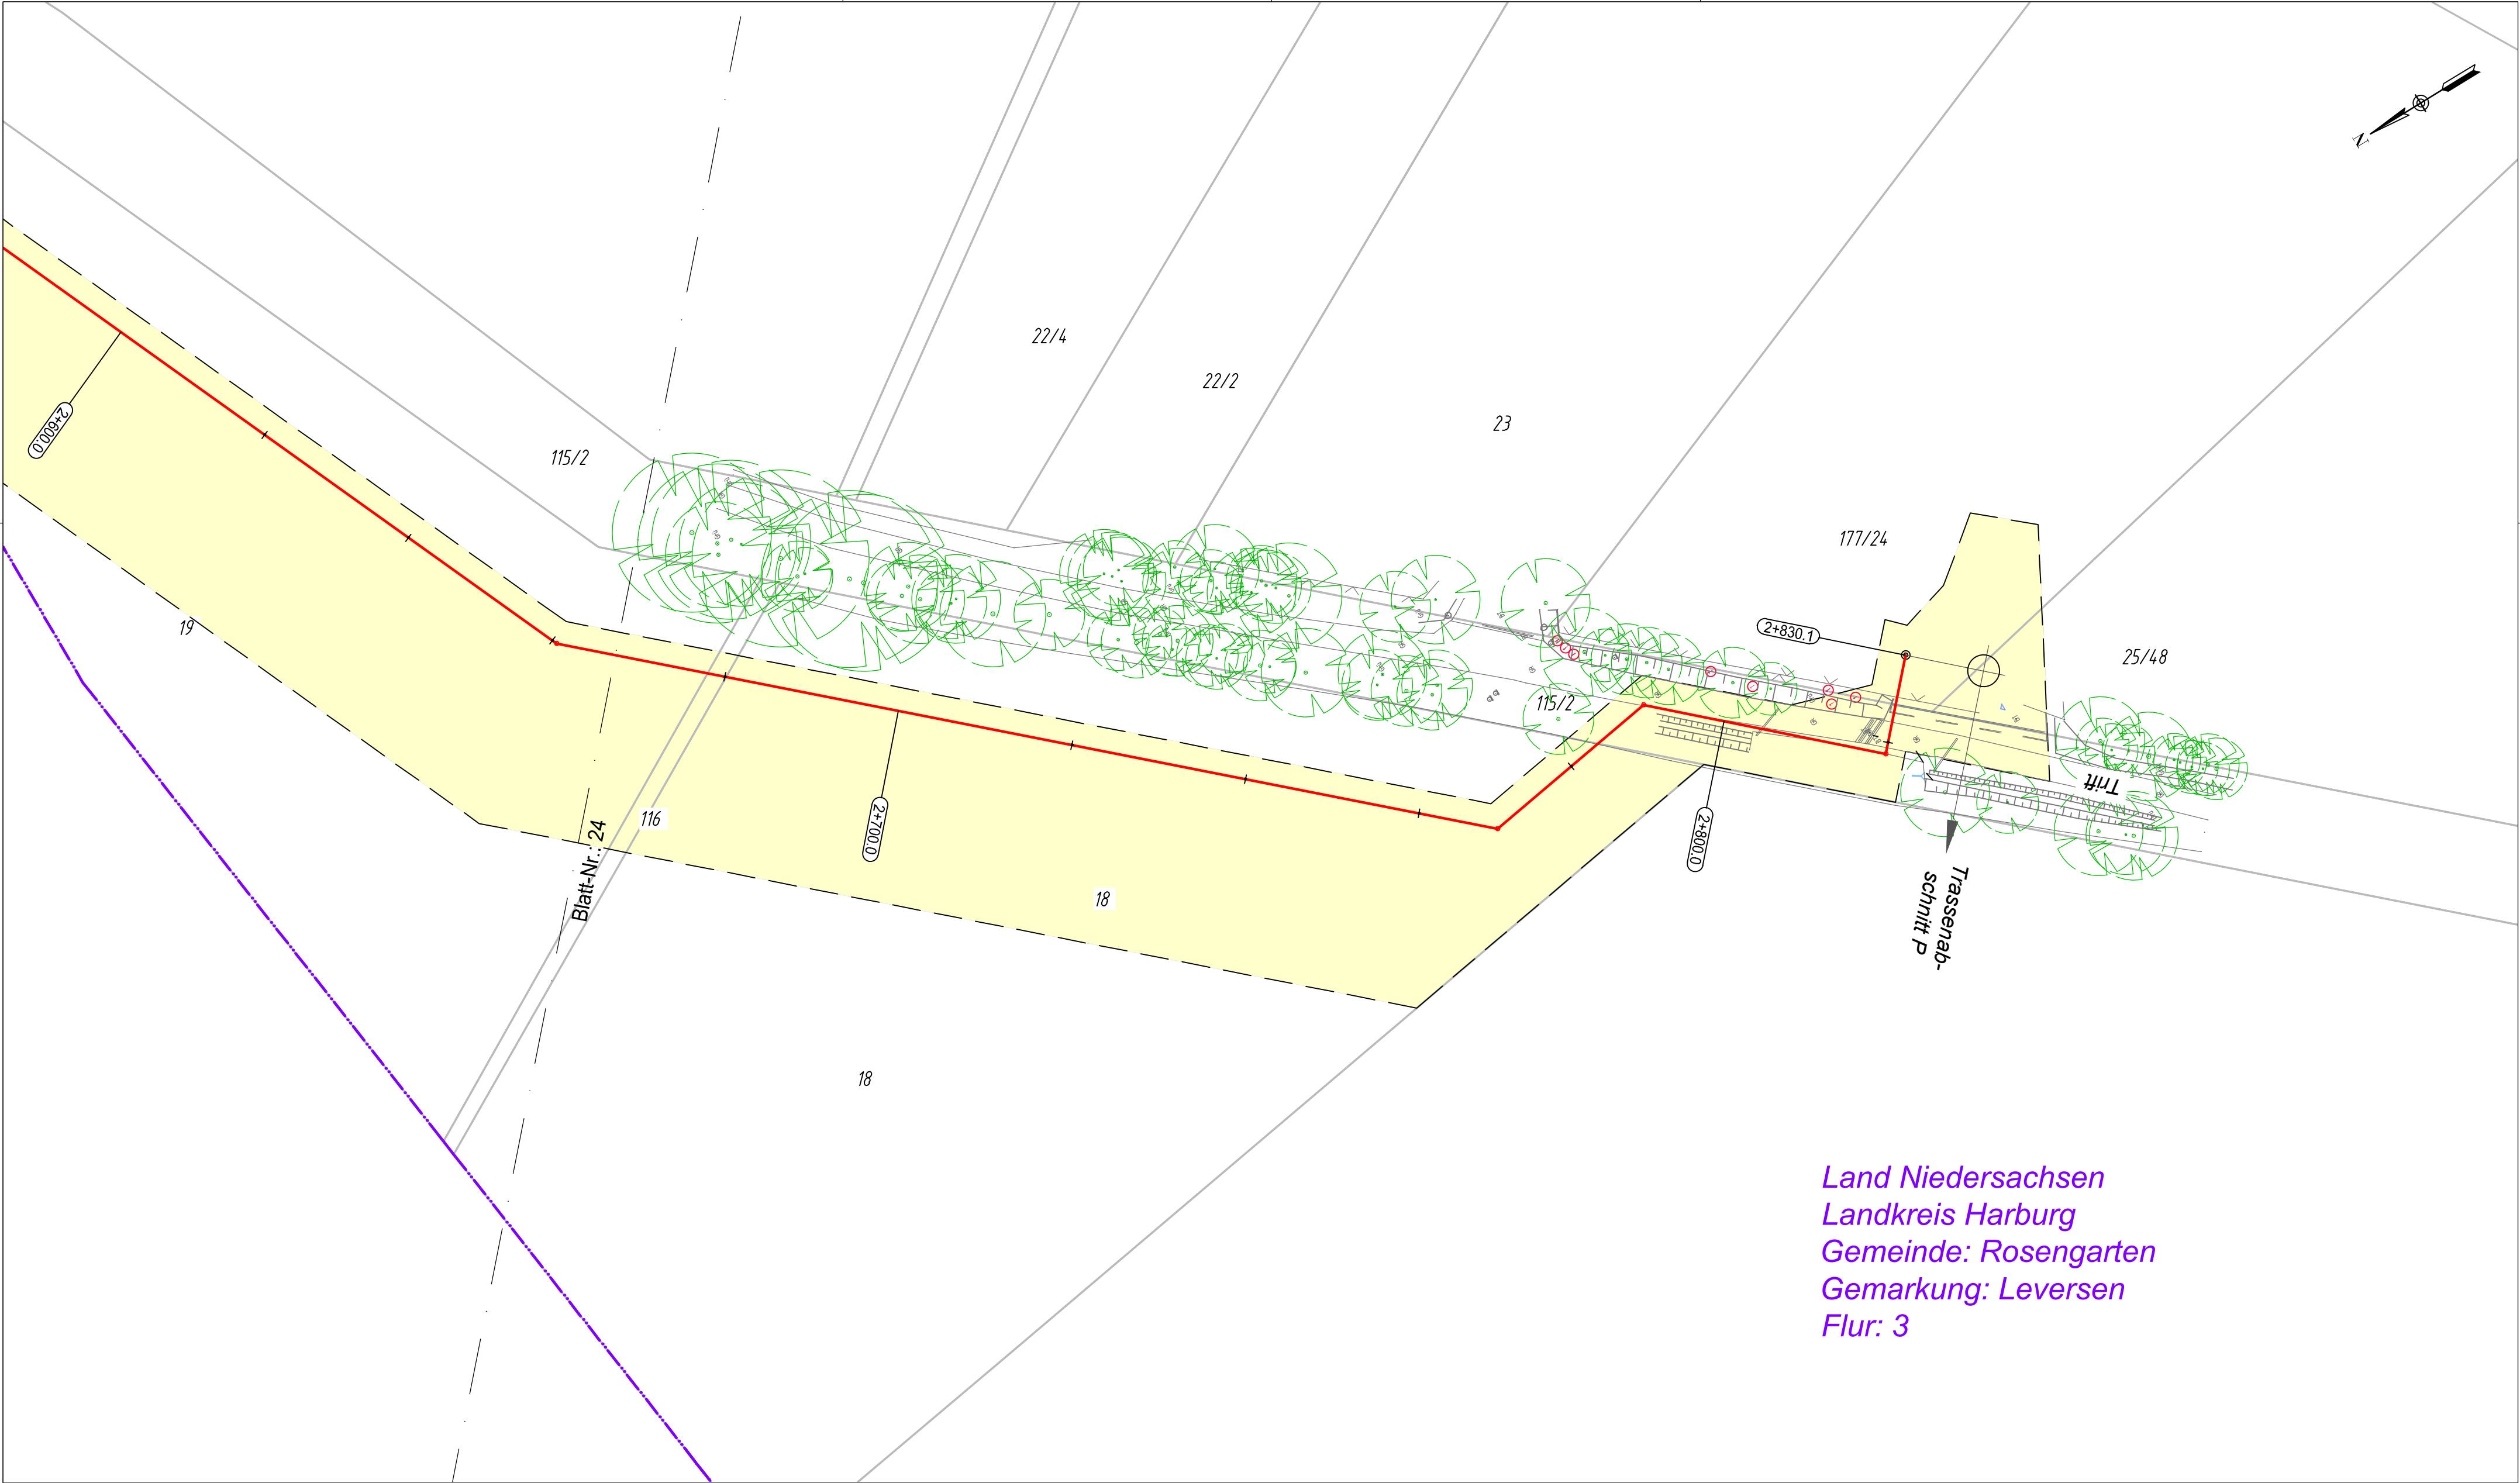 N
22/4
22/2
23
2+600.0
115/2
177/24
19
2+830.1
25/48
115/2
Trift
116
2+700.0
2+800.0
Blatt-Nr.: 24
18
Trassenab-
schnitt P
18
Land Niedersachsen
Landkreis Harburg
Gemeinde: Rosengarten
Gemarkung: Leversen
Flur: 3